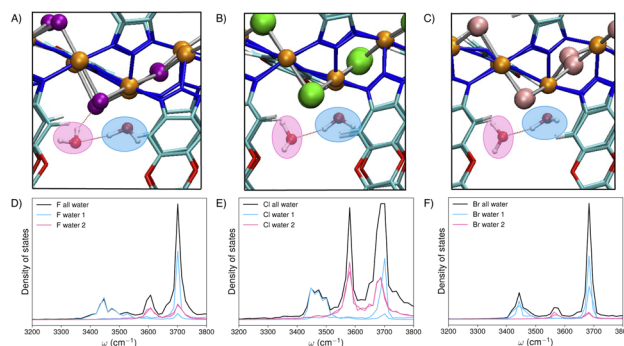 A)
B)
C)
D)
E)
F)
F all water
F water 1
F water 2
Cl all water
Cl water 1
Cl water 2
Br all water
Br water 1
Br water 2
Density of states
Density of states
Density of states
3200 3300 3400 3500 3600 3700 3800
3200 3300 3400 3500 3600 3700 3800
3200 3300 3400 3500 3600 3700 3800
ω (cm⁻¹)
ω (cm⁻¹)
ω (cm⁻¹)